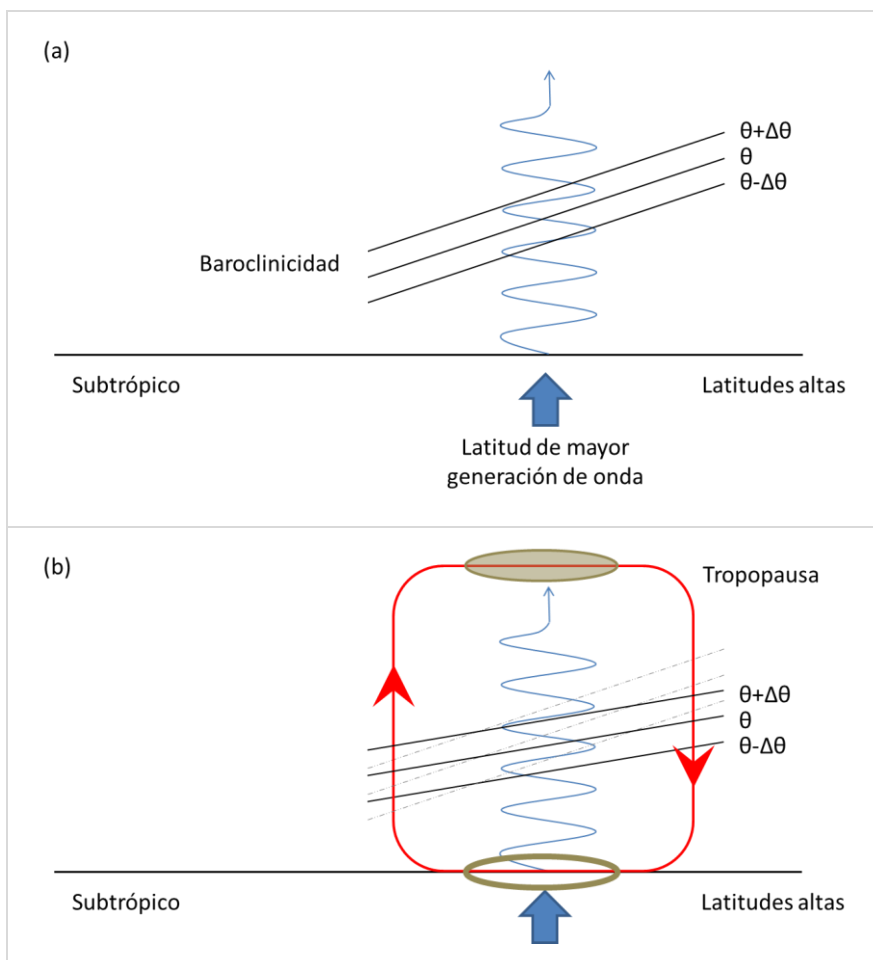 (a)
θ+Δθ
θ
θ-Δθ
Baroclinicidad
Subtrópico
Latitudes altas
Latitud de mayor
generación de onda
(b)
Tropopausa
θ+Δθ
θ
θ-Δθ
Subtrópico
Latitudes altas